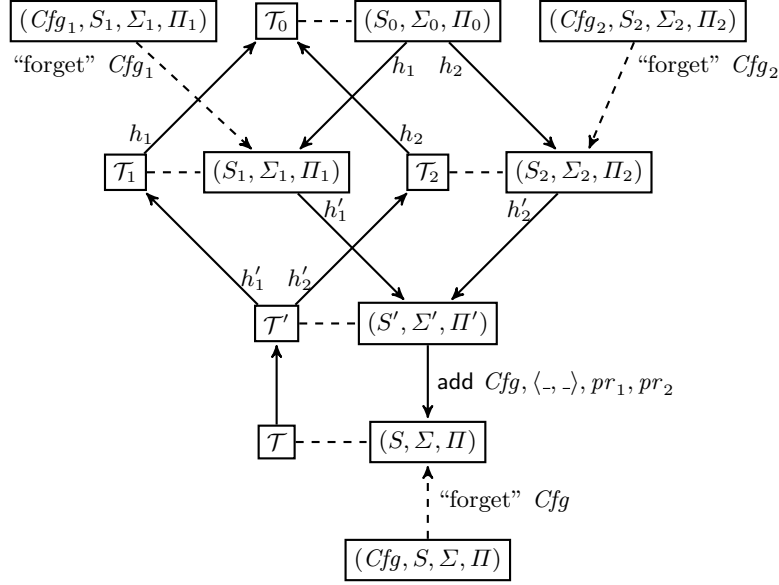 (Cfg₁, S₁, Σ₁, Π₁) 𝒯₀ (S₀, Σ₀, Π₀) (Cfg₂, S₂, Σ₂, Π₂)
“forget” Cfg₁ h₁ h₂ “forget” Cfg₂
h₁ h₂
𝒯₁ (S₁, Σ₁, Π₁) 𝒯₂ (S₂, Σ₂, Π₂)
h′₁ h′₂
h′₁ h′₂
𝒯′ (S′, Σ′, Π′)
add Cfg, ⟨_, _⟩, pr₁, pr₂
𝒯 (S, Σ, Π)
“forget” Cfg
(Cfg, S, Σ, Π)